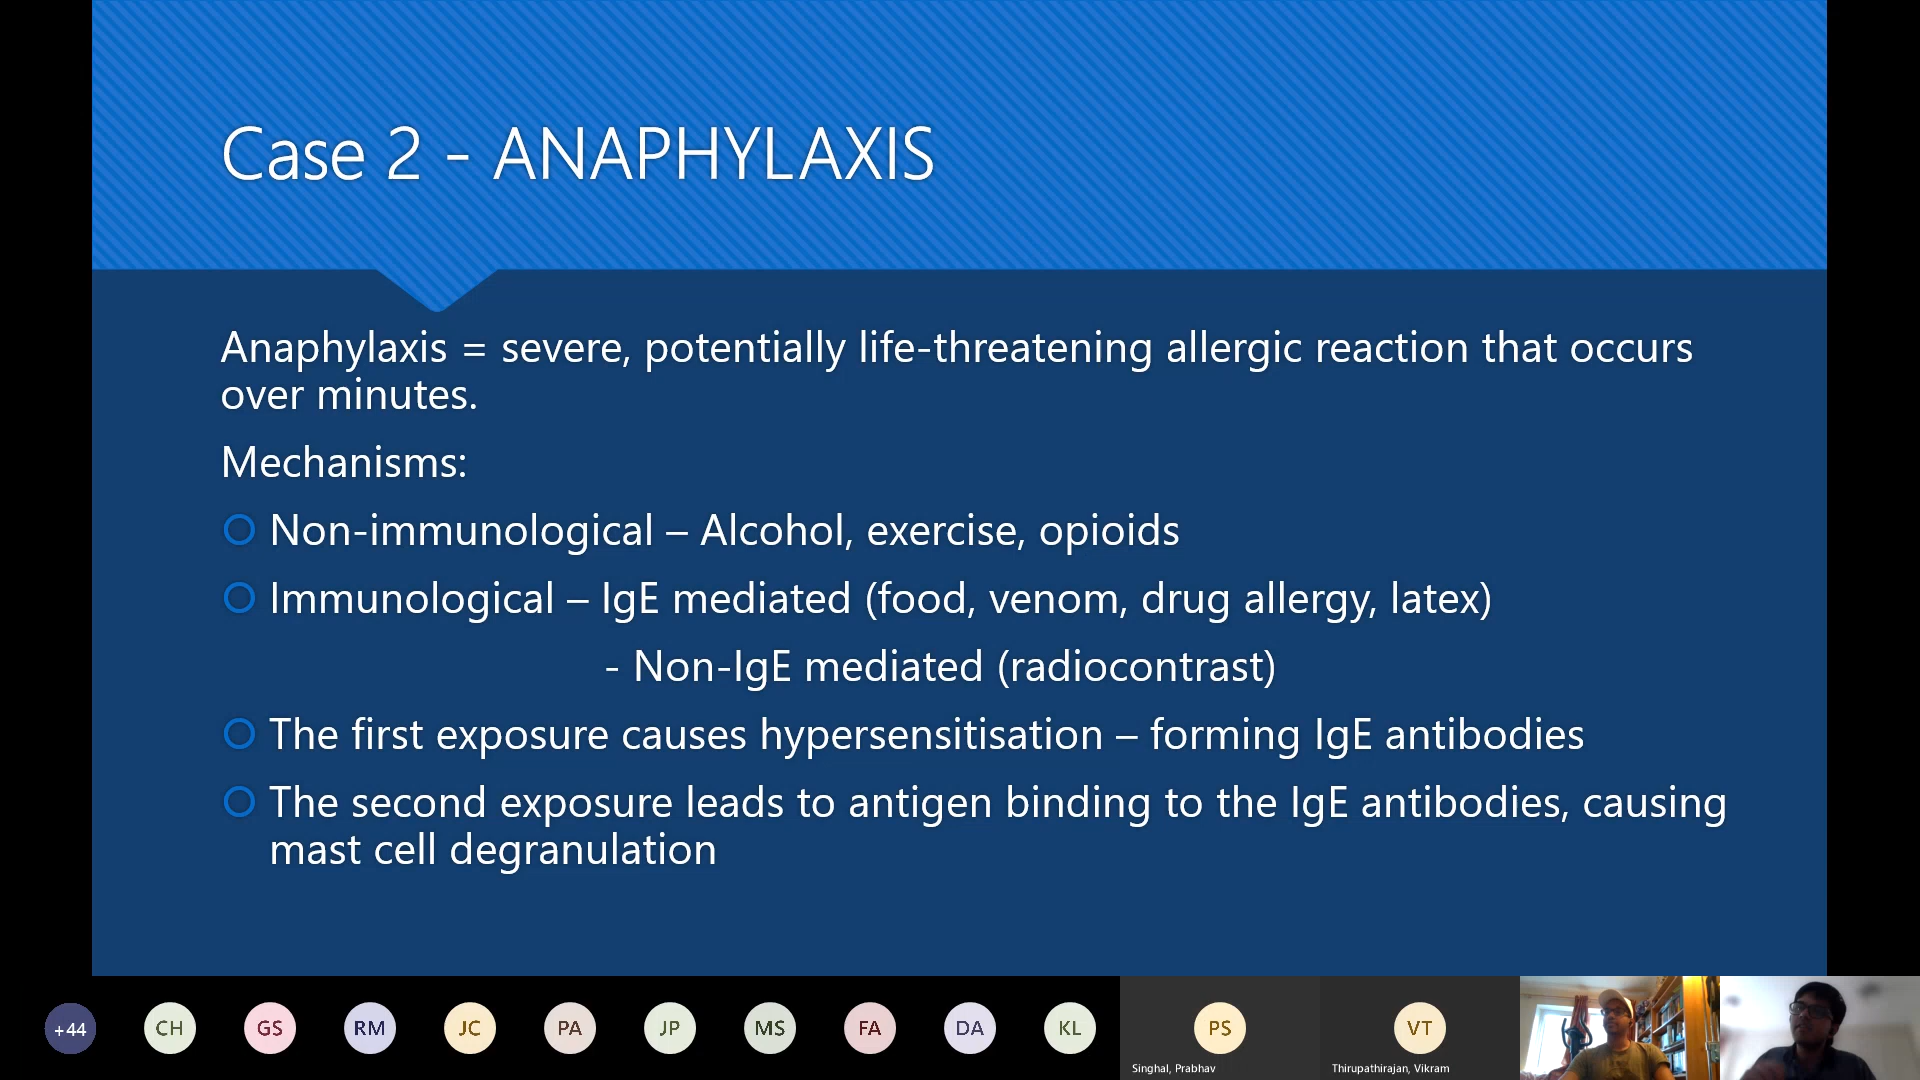 Case 2 - ANAPHYLAXIS
Anaphylaxis = severe, potentially life-threatening allergic reaction that occurs
over minutes.
Mechanisms:
Non-immunological – Alcohol, exercise, opioids
Immunological – IgE mediated (food, venom, drug allergy, latex)
- Non-IgE mediated (radiocontrast)
The first exposure causes hypersensitisation – forming IgE antibodies
The second exposure leads to antigen binding to the IgE antibodies, causing
mast cell degranulation
+44 CH GS RM JC PA JP MS FA DA KL PS VT
Singhal, Prabhav Thirupathirajan, Vikram